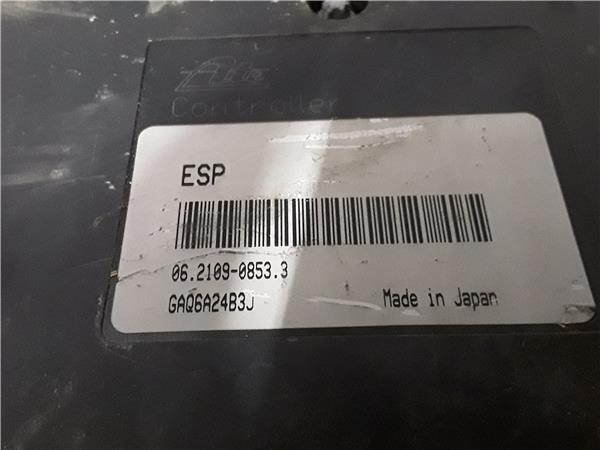 Ate
Controller
ESP
06.2109-0853.3
GAQ6A24B3J
Made in Japan